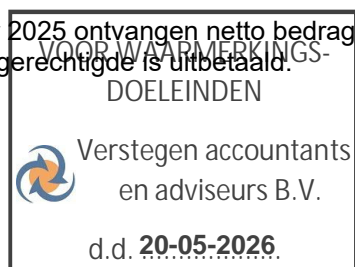 2025 ontvangen netto bedrag
VOOR WAARMERKINGS-
gerechtigde is uitbetaald.
DOELEINDEN
Verstegen accountants
en adviseurs B.V.
d.d. 20-05-2026